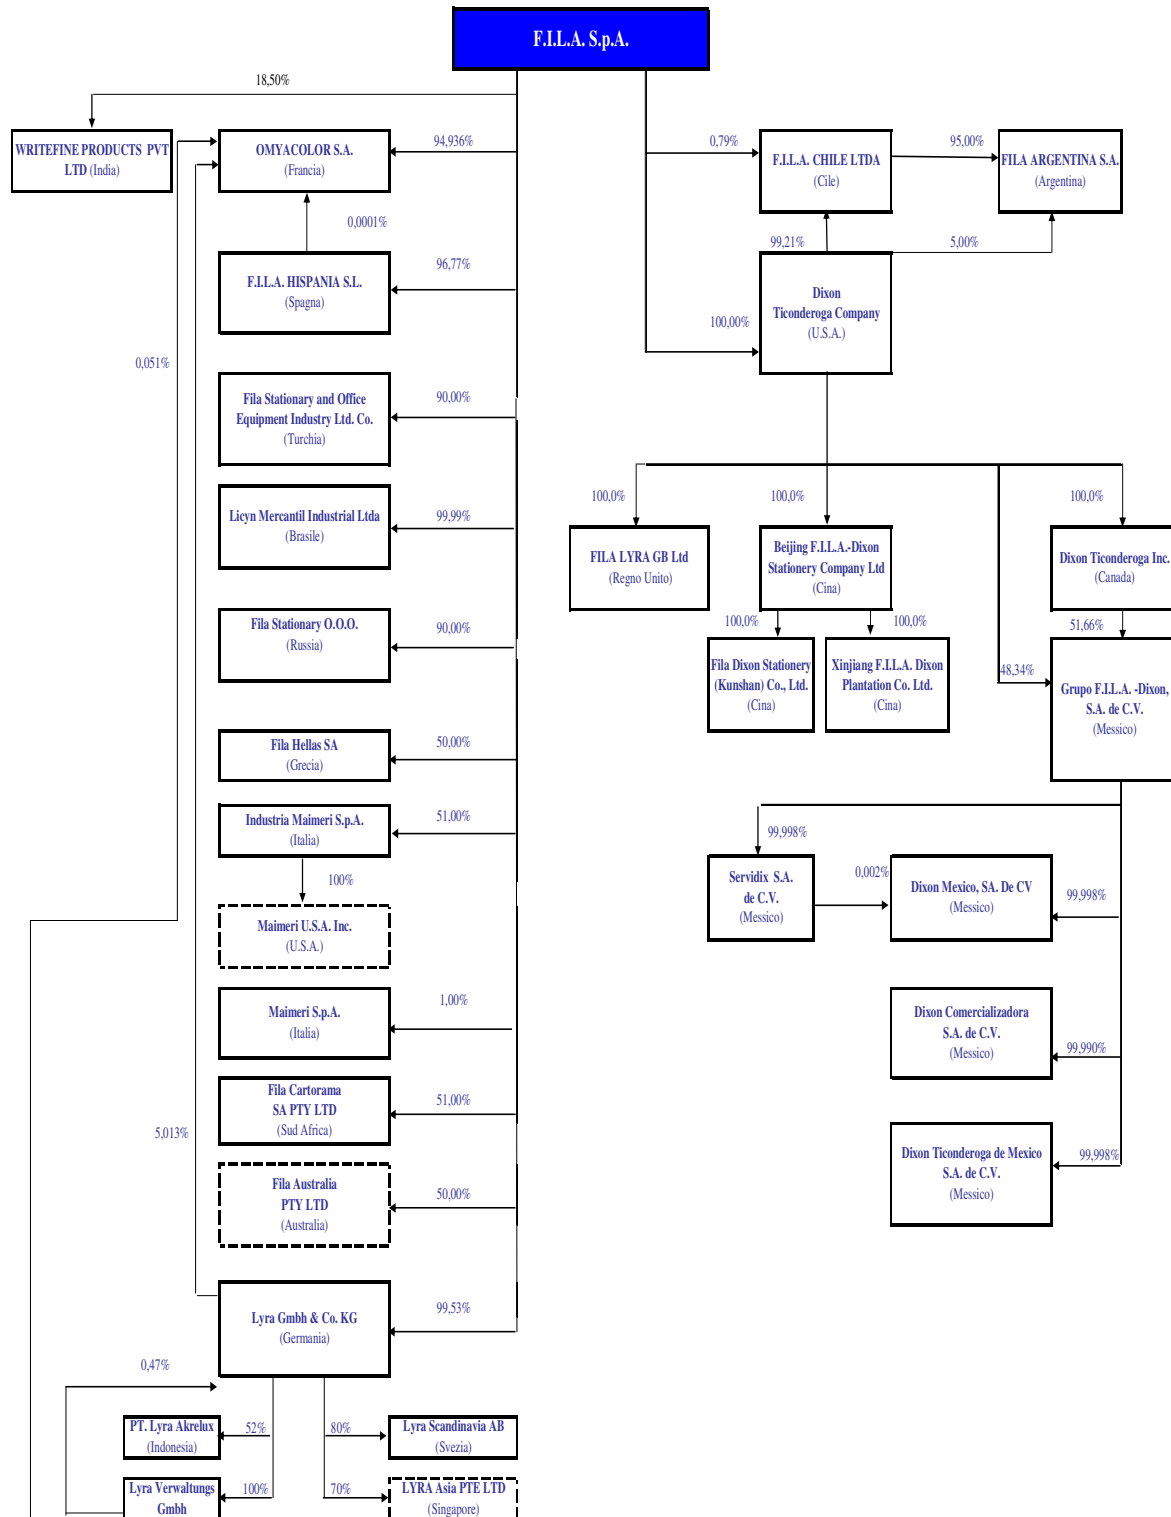 F.I.L.A. S.p.A.
18,50%
WRITEFINE PRODUCTS PVT
LTD (India)
OMYACOLOR S.A.
(Francia)
94,936%
0,79%
F.I.L.A. CHILE LTDA
(Cile)
95,00%
FILA ARGENTINA S.A.
(Argentina)
0,0001%
99,21%
5,00%
F.I.L.A. HISPANIA S.L.
(Spagna)
96,77%
Dixon
Ticonderoga Company
(U.S.A.)
100,00%
0,051%
Fila Stationary and Office
Equipment Industry Ltd. Co.
(Turchia)
90,00%
Licyn Mercantil Industrial Ltda
(Brasile)
99,99%
100,0%
100,0%
100,0%
FILA LYRA GB Ltd
(Regno Unito)
Beijing F.I.L.A.-Dixon
Stationery Company Ltd
(Cina)
Dixon Ticonderoga Inc.
(Canada)
Fila Stationary O.O.O.
(Russia)
90,00%
100,0%
100,0%
51,66%
Fila Dixon Stationery
(Kunshan) Co., Ltd.
(Cina)
Xinjiang F.I.L.A. Dixon
Plantation Co. Ltd.
(Cina)
48,34%
Grupo F.I.L.A. -Dixon,
S.A. de C.V.
(Messico)
Fila Hellas SA
(Grecia)
50,00%
Industria Maimeri S.p.A.
(Italia)
51,00%
99,998%
100%
Servidix S.A.
de C.V.
(Messico)
0,002%
Dixon Mexico, SA. De CV
(Messico)
99,998%
Maimeri U.S.A. Inc.
(U.S.A.)
Maimeri S.p.A.
(Italia)
1,00%
Dixon Comercializadora
S.A. de C.V.
(Messico)
99,990%
Fila Cartorama
SA PTY LTD
(Sud Africa)
51,00%
5,013%
Dixon Ticonderoga de Mexico
S.A. de C.V.
(Messico)
99,998%
Fila Australia
PTY LTD
(Australia)
50,00%
Lyra Gmbh & Co. KG
(Germania)
99,53%
0,47%
PT. Lyra Akrelux
(Indonesia)
52%
80%
Lyra Scandinavia AB
(Svezia)
Lyra Verwaltungs
Gmbh
100%
70%
LYRA Asia PTE LTD
(Singapore)